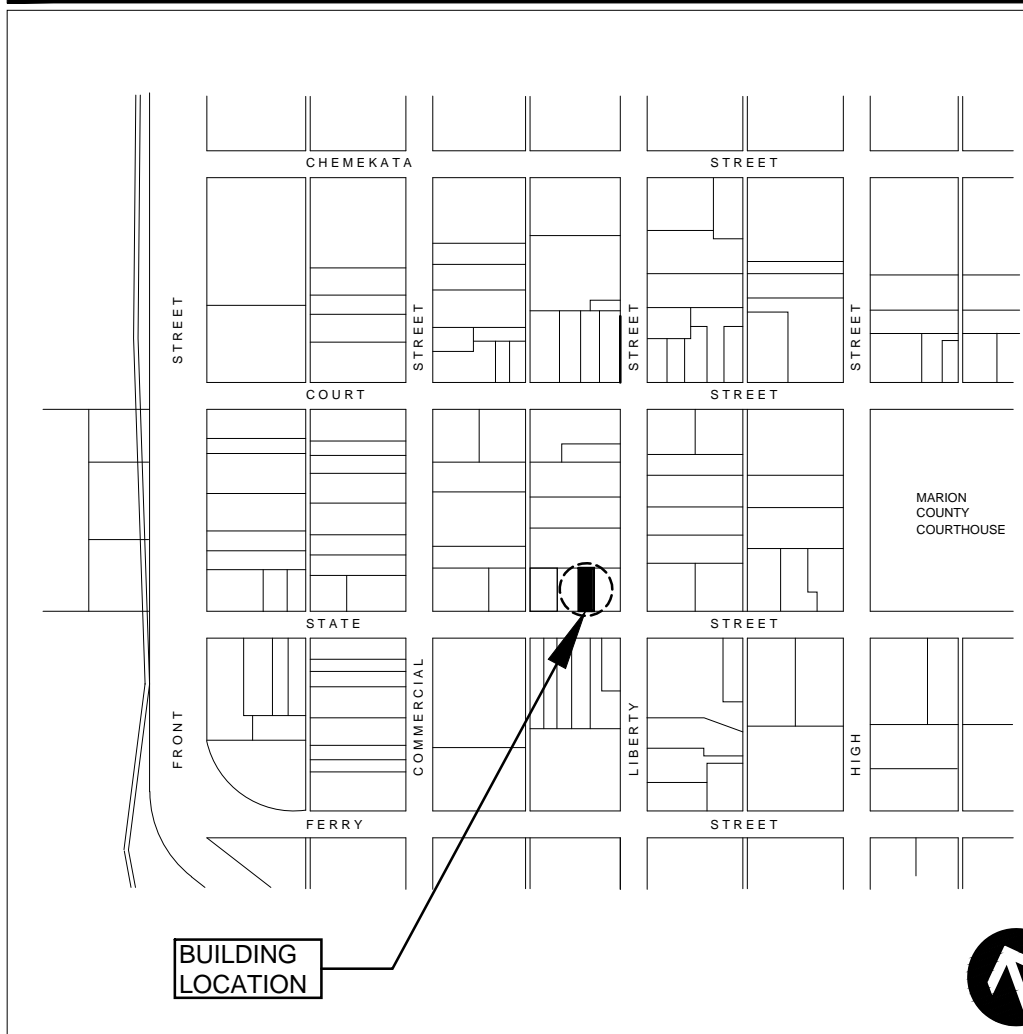 CHEMEKATA STREET
STREET
STREET
STREET
STREET
COURT STREET
MARION
COUNTY
COURTHOUSE
STATE STREET
FRONT
COMMERCIAL
LIBERTY
HIGH
FERRY STREET
BUILDING
LOCATION